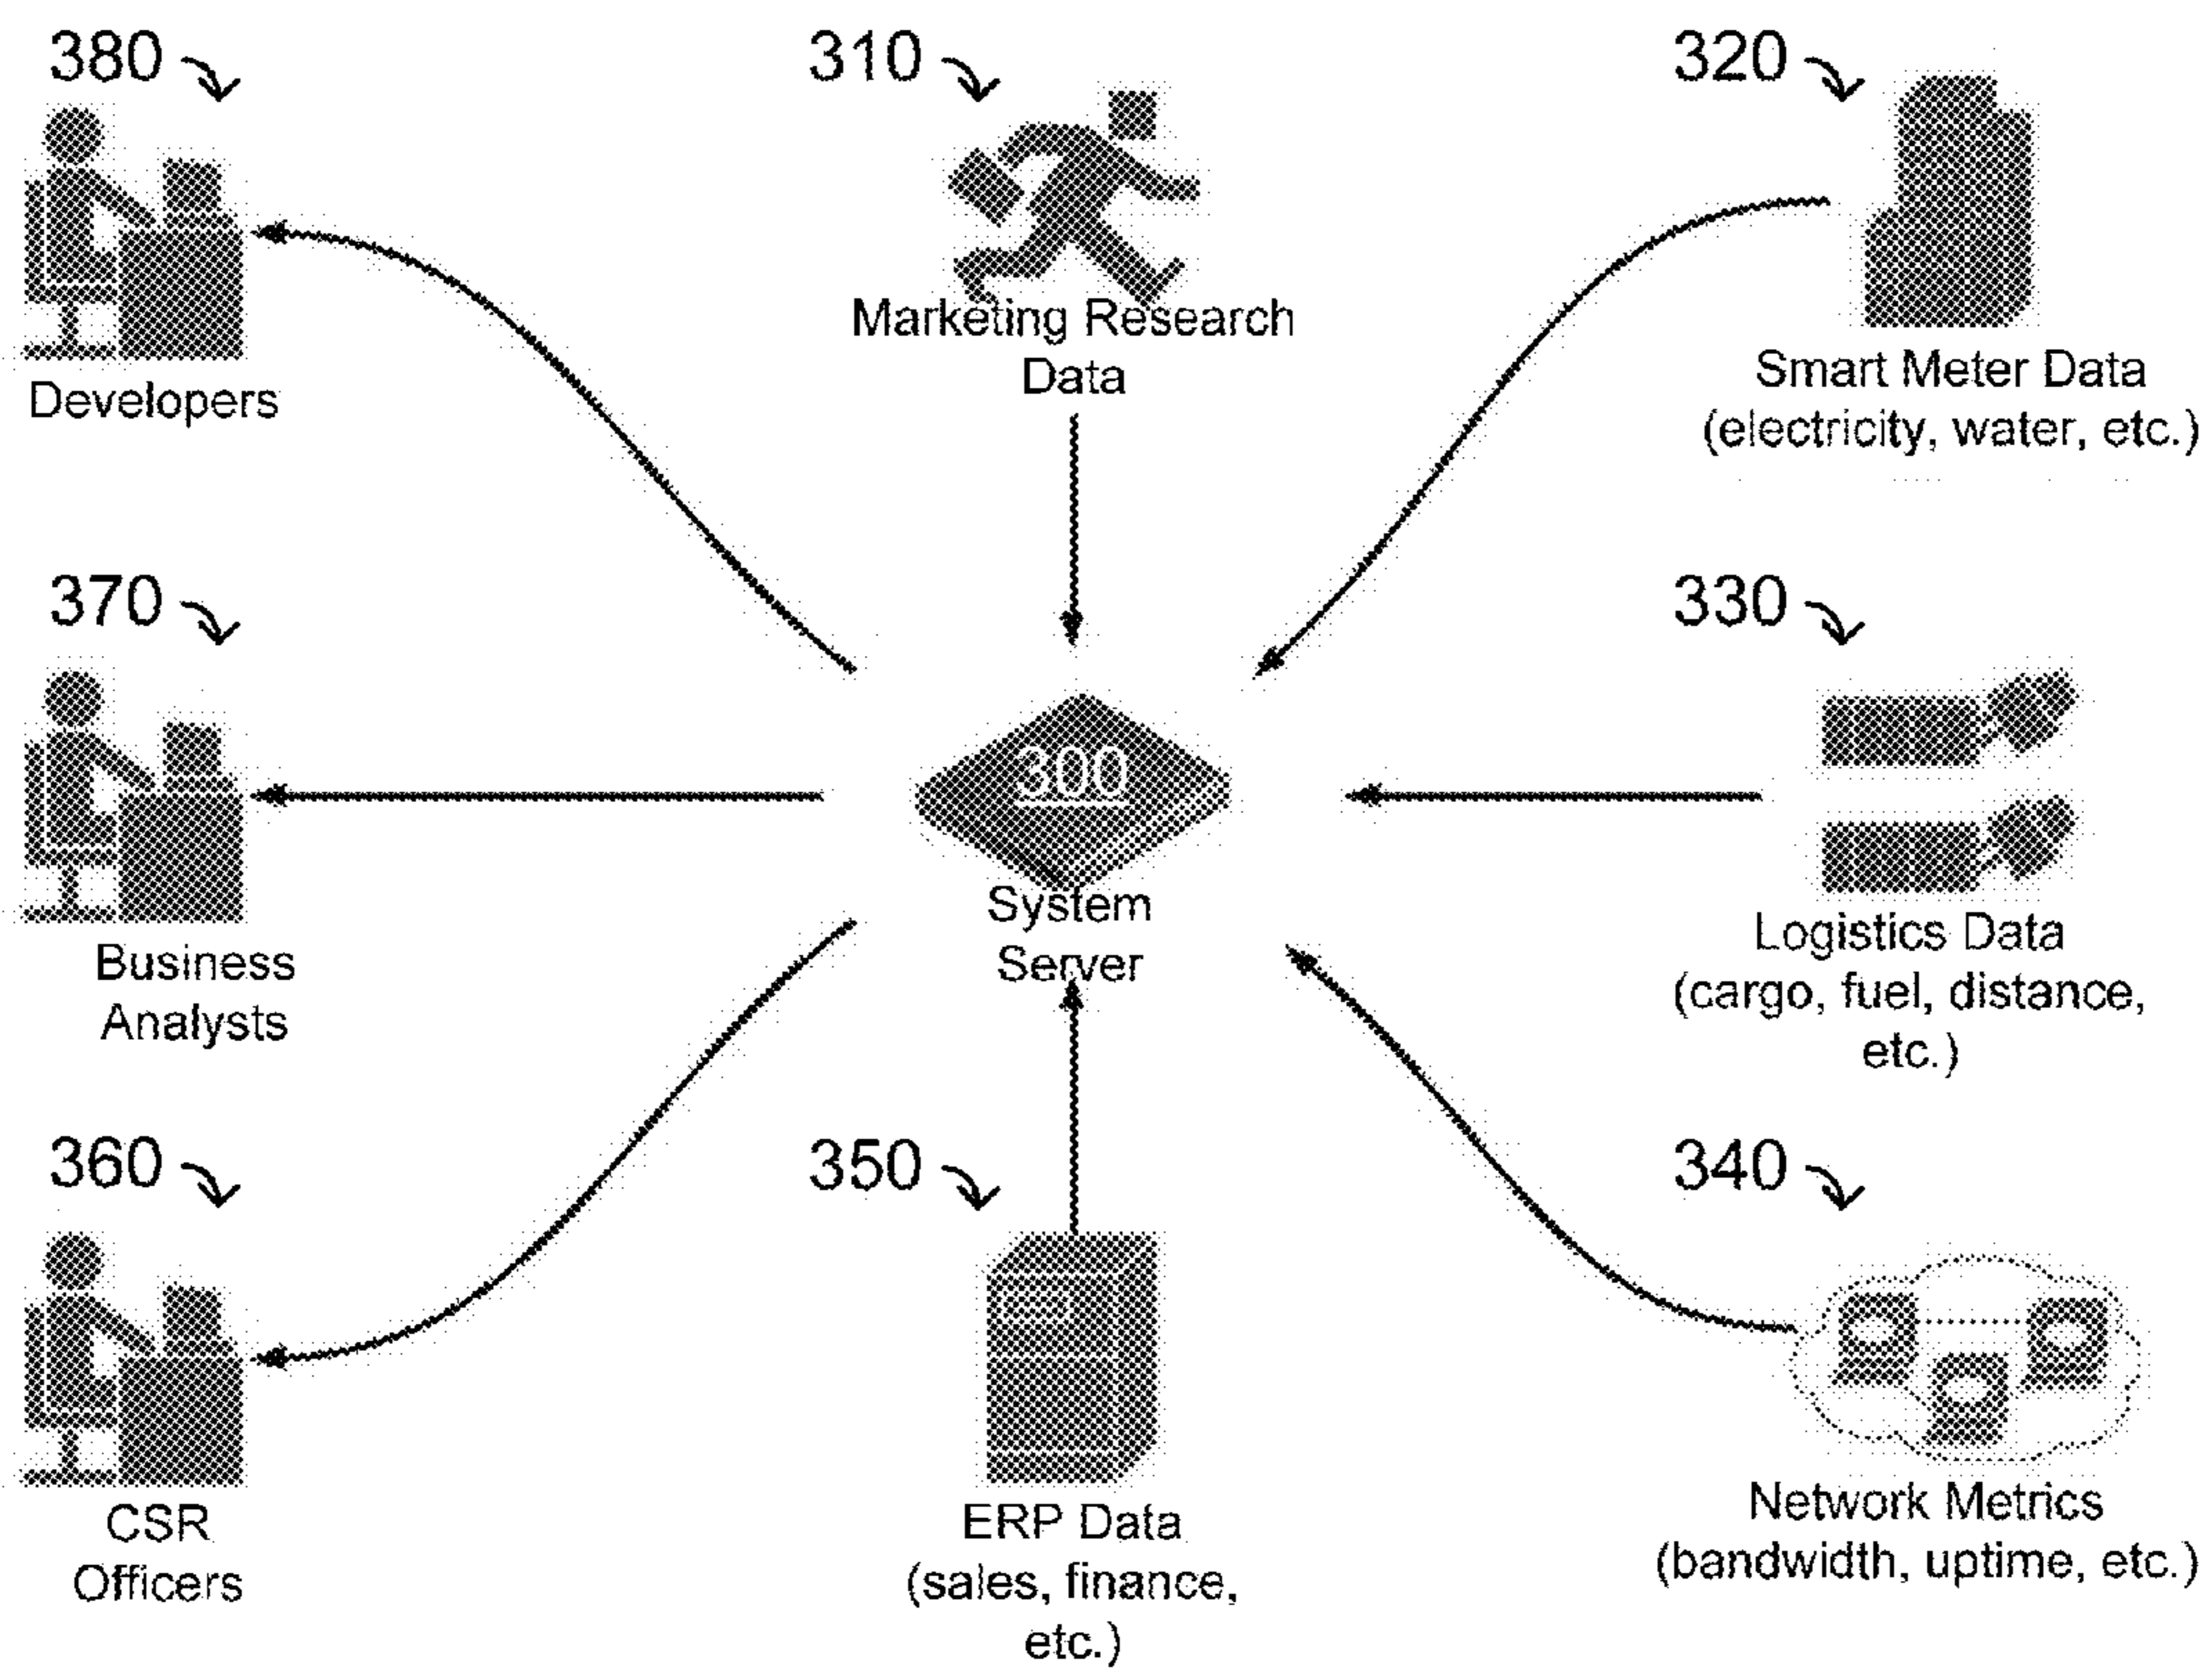 380
310
320
Developers
Marketing Research
Data
Smart Meter Data
(electricity, water, etc.)
370
330
300
System
Server
Business
Analysts
Logistics Data
(cargo, fuel, distance,
etc.)
360
350
340
CSR
Officers
ERP Data
(sales, finance,
etc.)
Network Metrics
(bandwidth, uptime, etc.)